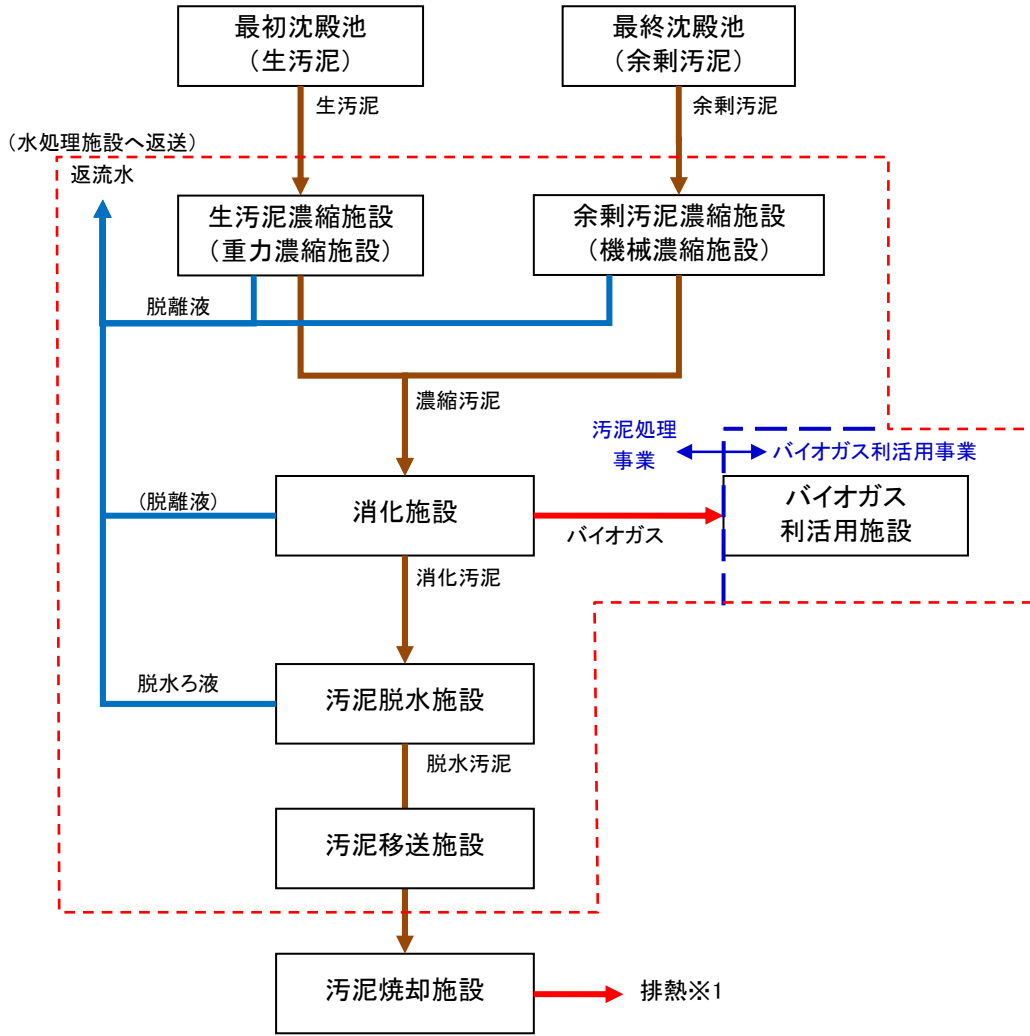 最初沈殿池
（生汚泥）
最終沈殿池
（余剰汚泥）
生汚泥
余剰汚泥
（水処理施設へ返送）
返流水
生汚泥濃縮施設
（重力濃縮施設）
余剰汚泥濃縮施設
（機械濃縮施設）
脱離液
濃縮汚泥
汚泥処理
事業
バイオガス利活用事業
(脱離液)
消化施設
バイオガス
バイオガス
利活用施設
消化汚泥
脱水ろ液
汚泥脱水施設
脱水汚泥
汚泥移送施設
汚泥焼却施設
排熱※1